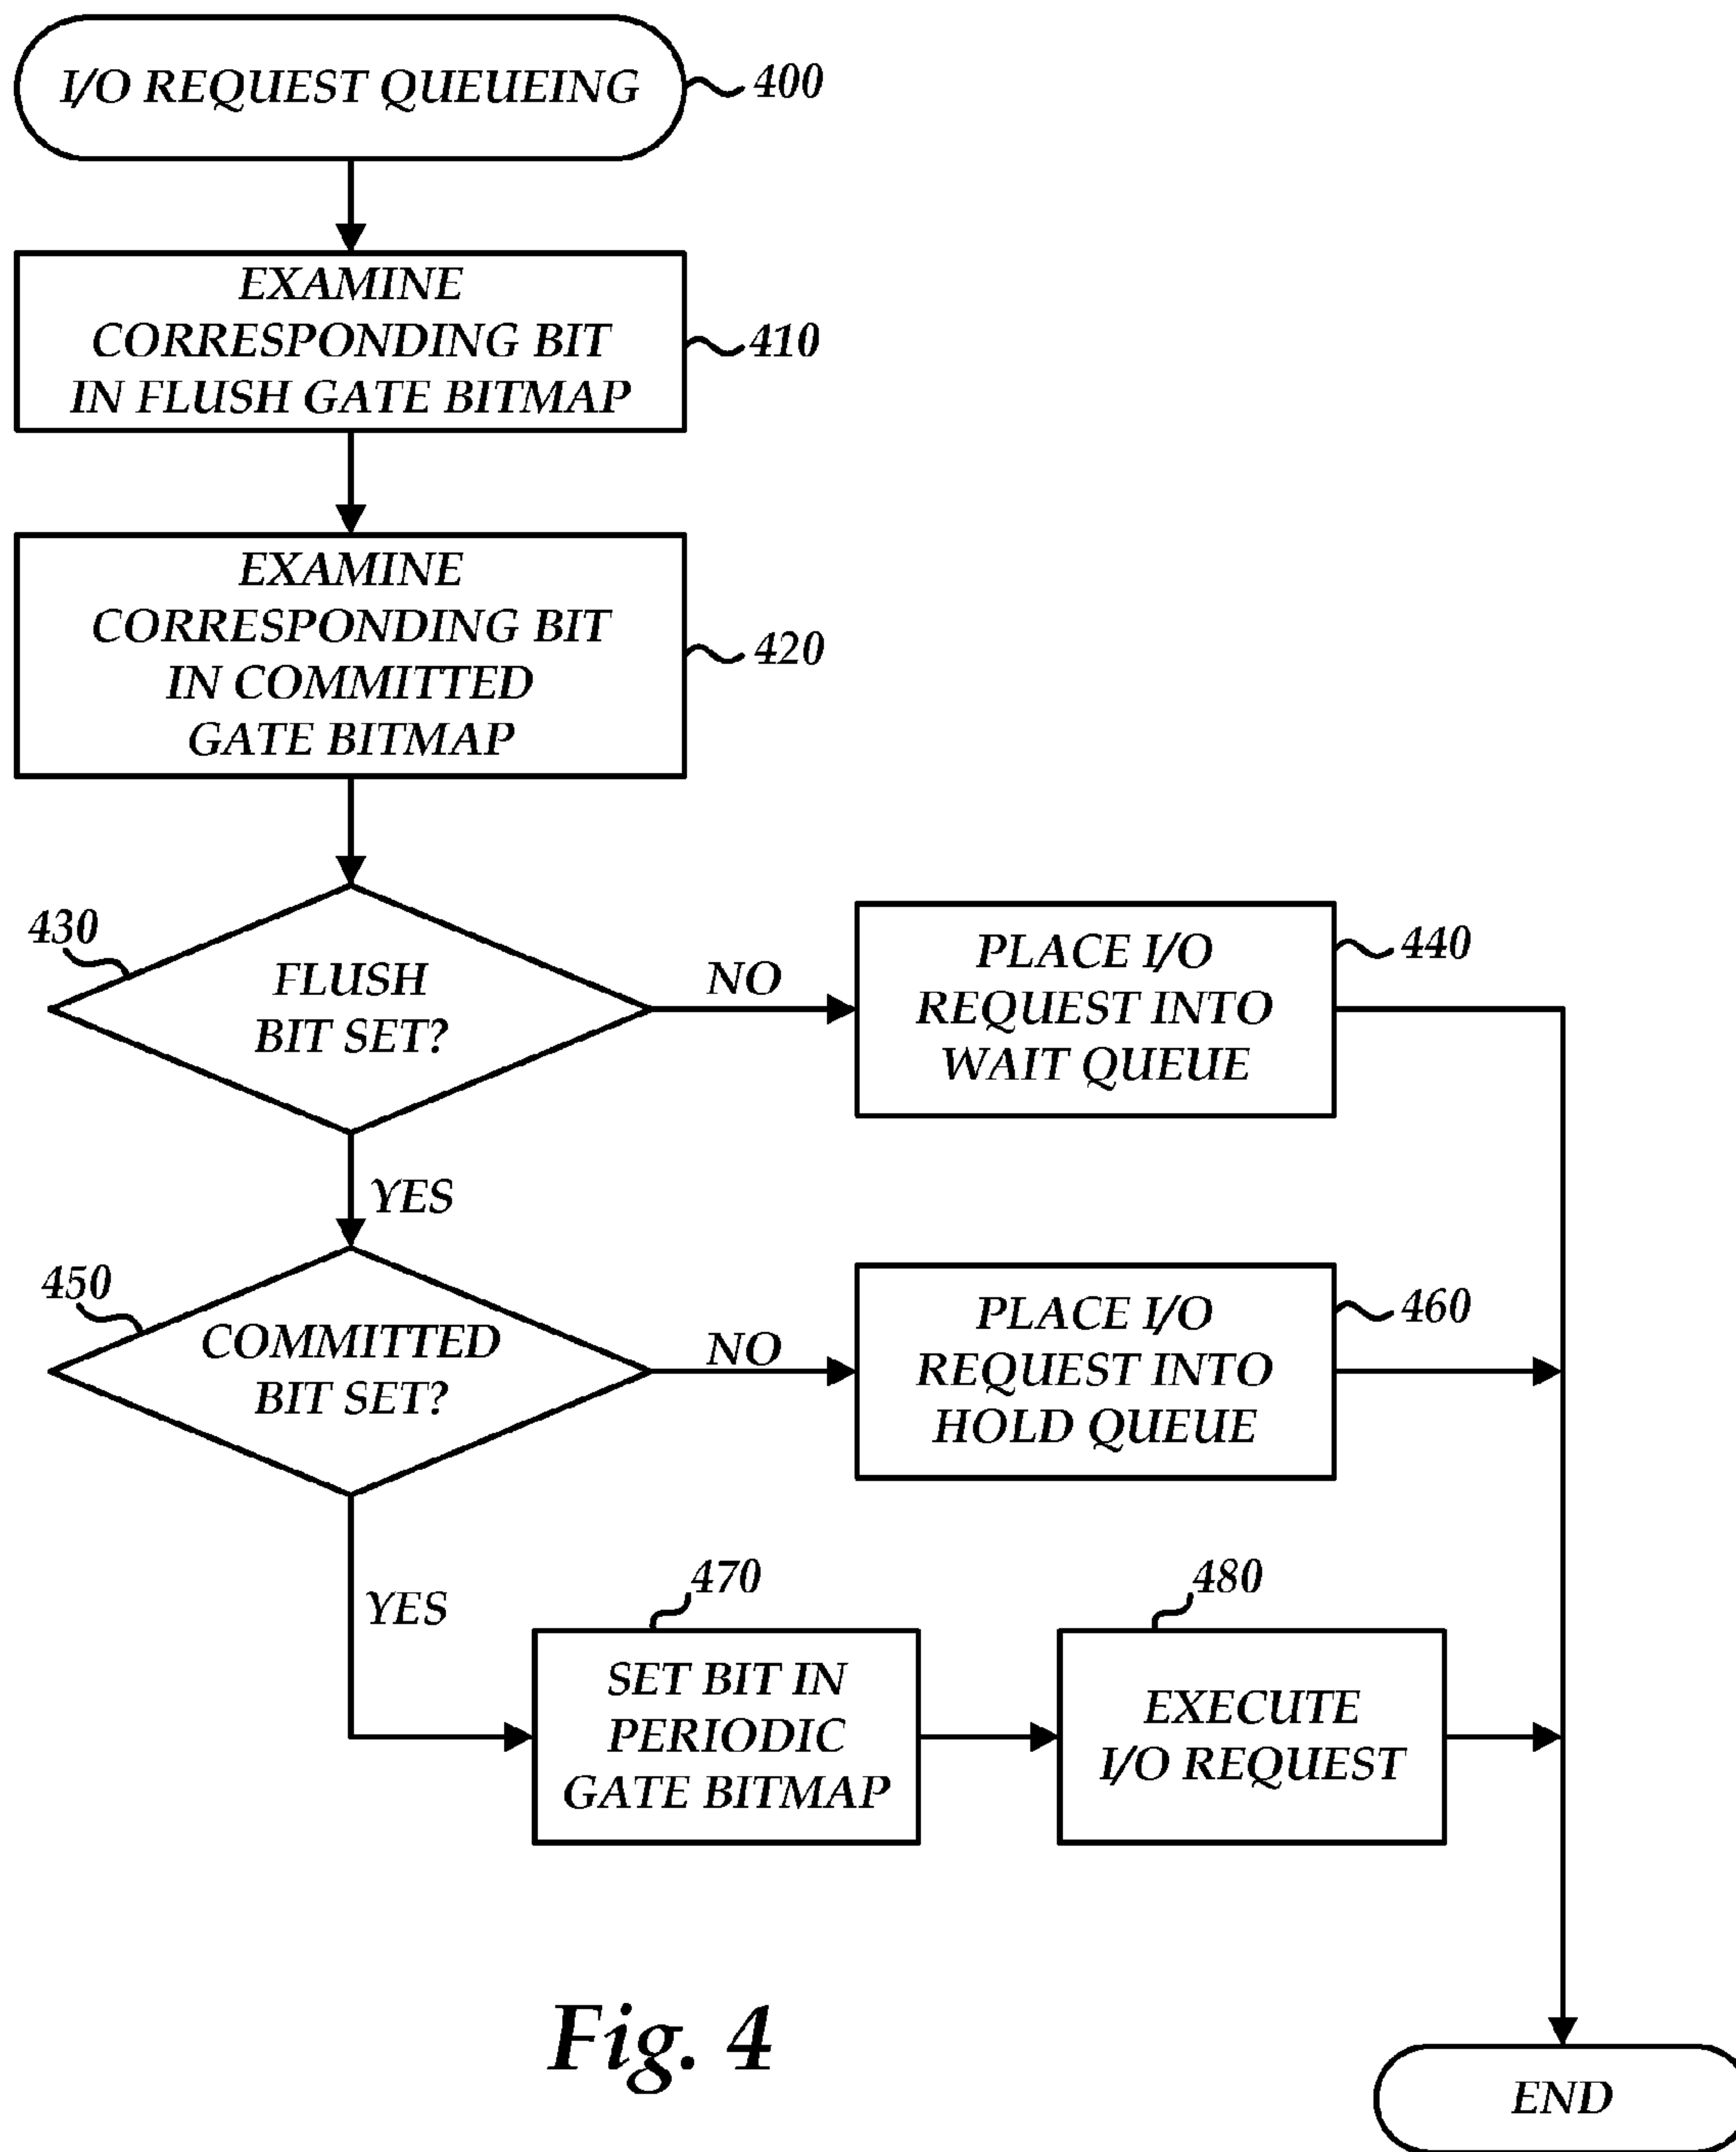 I/O REQUEST QUEUEING
400
EXAMINE
CORRESPONDING BIT
IN FLUSH GATE BITMAP
410
EXAMINE
CORRESPONDING BIT
IN COMMITTED
GATE BITMAP
420
430
FLUSH
BIT SET?
NO
PLACE I/O
REQUEST INTO
WAIT QUEUE
440
YES
450
COMMITTED
BIT SET?
NO
PLACE I/O
REQUEST INTO
HOLD QUEUE
460
YES
470
SET BIT IN
PERIODIC
GATE BITMAP
480
EXECUTE
I/O REQUEST
Fig. 4
END